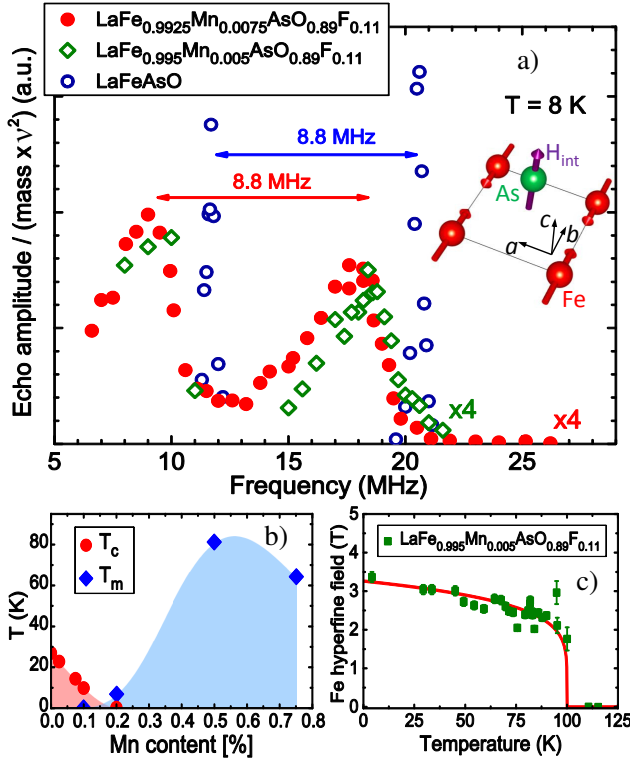 LaFe0.9925Mn0.0075AsO0.89F0.11
LaFe0.995Mn0.005AsO0.89F0.11
LaFeAsO
a)
T = 8 K
8.8 MHz
8.8 MHz
Hint
As
c
b
a
Fe
x4
x4
Echo amplitude / (mass x ν²) (a.u.)
5 10 15 20 25
Frequency (MHz)
b)
Tc
Tm
80
60
40
20
0
T (K)
0.0 0.1 0.2 0.3 0.4 0.5 0.6 0.7 0.8
Mn content [%]
LaFe0.995Mn0.005AsO0.89F0.11
c)
5
4
3
2
1
0
Fe hyperfine field (T)
0 25 50 75 100 125
Temperature (K)